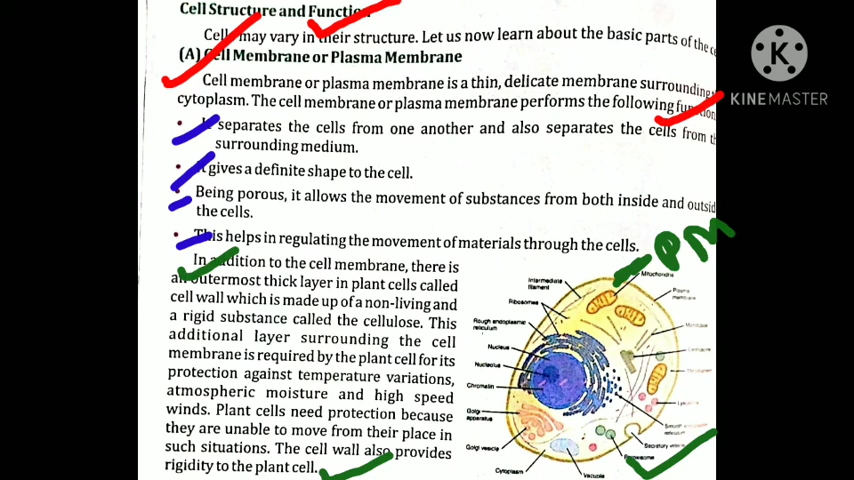 Cell Structure and Function
Cells may vary in their structure. Let us now learn about the basic parts of the
(A) Cell Membrane or Plasma Membrane
Cell membrane or plasma membrane is a thin, delicate membrane surrounding
cytoplasm. The cell membrane or plasma membrane performs the following
KINEMASTER
• It separates the cells from one another and also separates the cells from
surrounding medium.
• It gives a definite shape to the cell.
• Being porous, it allows the movement of substances from both inside and
the cells.
• This helps in regulating the movement of materials through the cells.
PM
In addition to the cell membrane, there is
an outermost thick layer in plant cells called
cell wall which is made up of a non-living and
a rigid substance called the cellulose. This
additional layer surrounding the cell
membrane is required by the plant cell for its
protection against temperature variations,
atmospheric moisture and high speed
winds. Plant cells need protection because
they are unable to move from their place in
such situations. The cell wall also provides
rigidity to the plant cell.
Mitochondria
Intermediate
filament
Plasma
membrane
Ribosomes
Rough endoplasmic
reticulum
Nucleus
Nucleolus
Chromatin
Golgi
apparatus
Golgi vesicle
Cytoplasm
Vacuole
Secretory